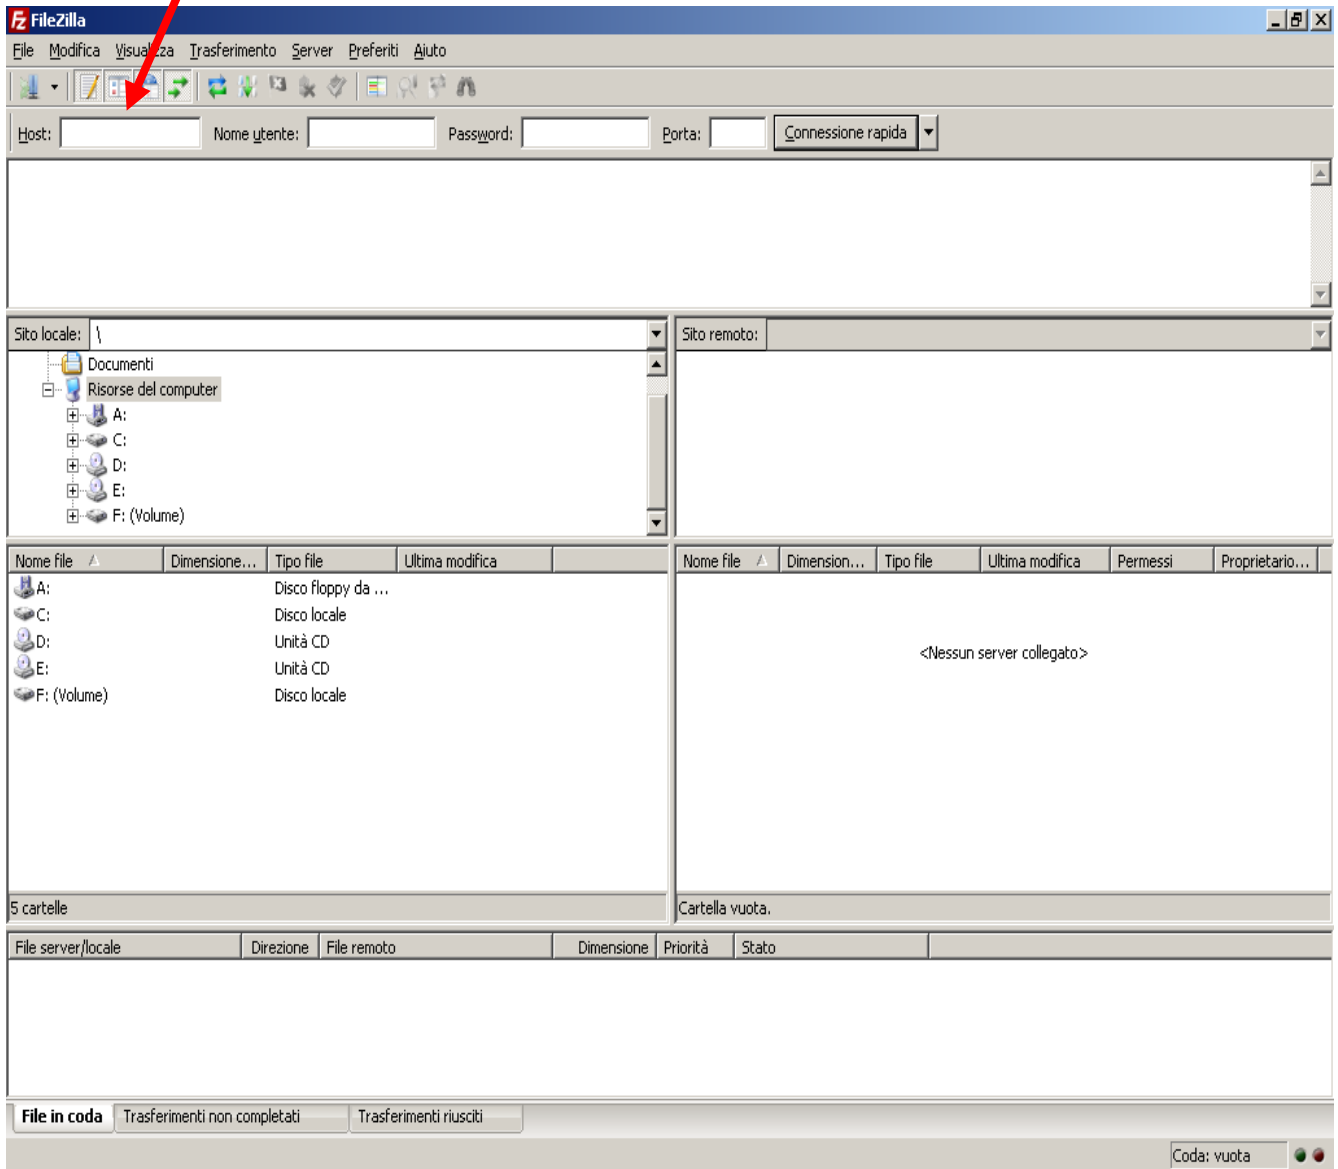 FileZilla
File Modifica Visualizza Trasferimento Server Preferiti Aiuto
Host: Nome utente: Password: Porta: Connessione rapida
Sito locale: \
Documenti
Risorse del computer
A:
C:
D:
E:
F: (Volume)
Sito remoto:
Nome file Dimensione... Tipo file Ultima modifica
A: Disco floppy da ...
C: Disco locale
D: Unità CD
E: Unità CD
F: (Volume) Disco locale
5 cartelle
Nome file Dimension... Tipo file Ultima modifica Permessi Proprietario...
<Nessun server collegato>
Cartella vuota.
File server/locale Direzione File remoto Dimensione Priorità Stato
File in coda Trasferimenti non completati Trasferimenti riusciti
Coda: vuota